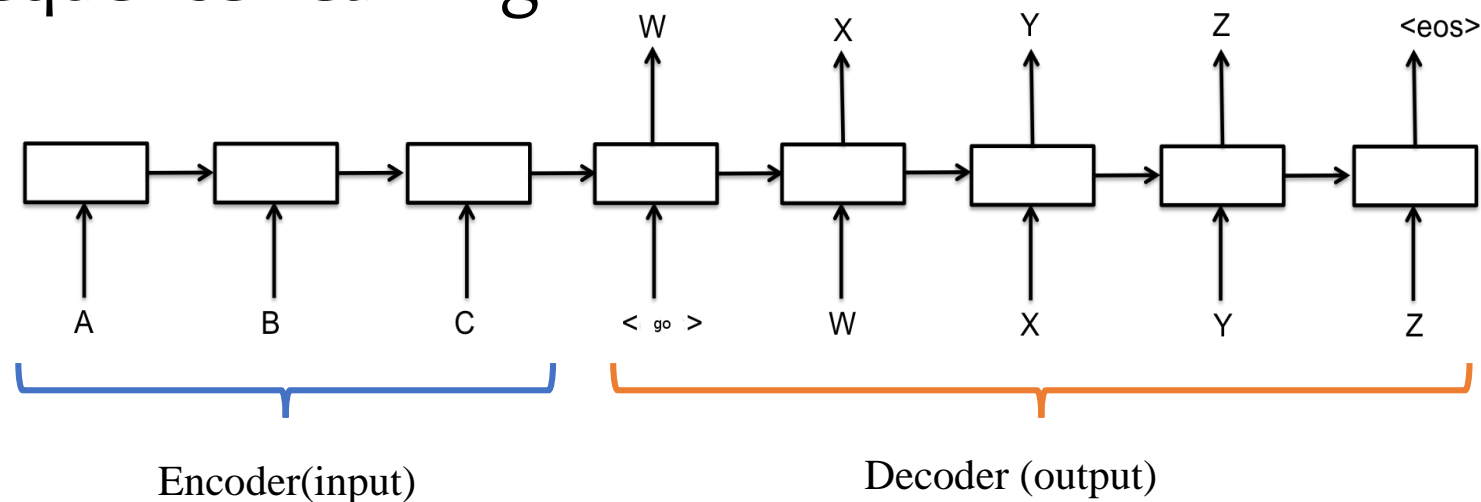 W X Y Z <eos>
A B C < go > W X Y Z
Encoder(input) Decoder (output)